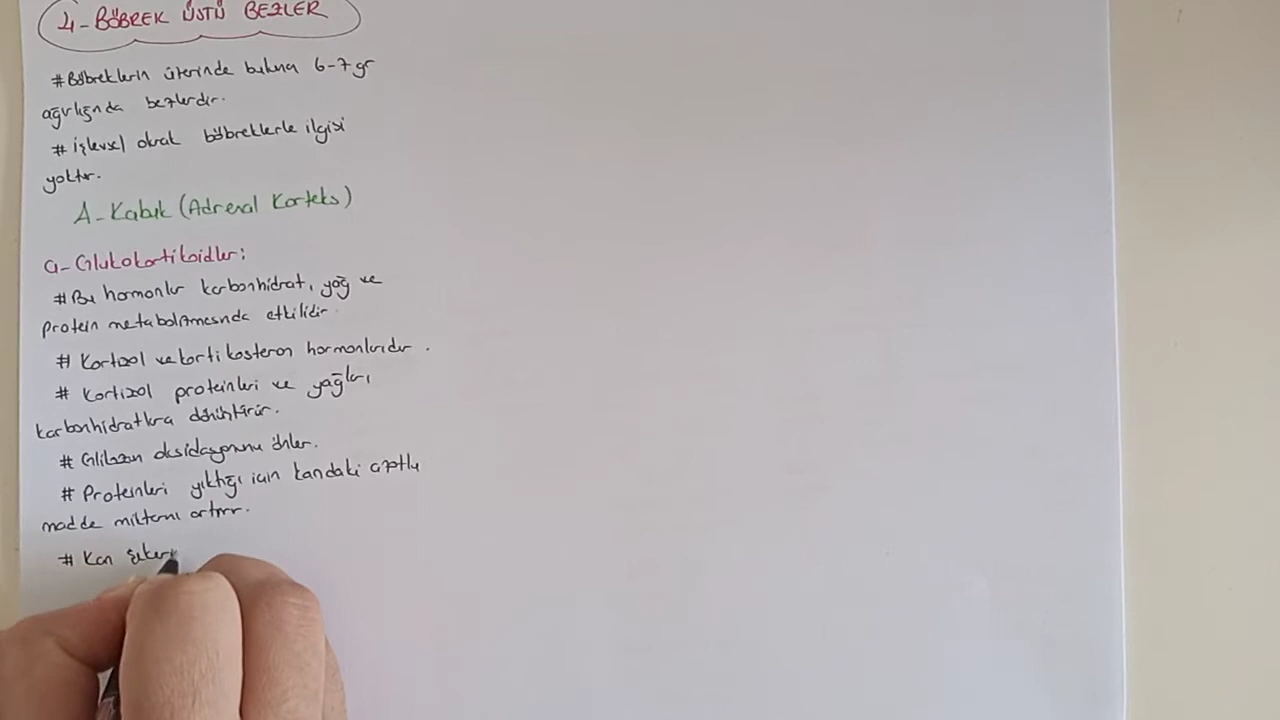 4- BÖBREK ÜSTÜ BEZLER
# Böbreklerin üzerinde bulunan 6-7 gr
ağırlığında bezlerdir.
# İşlevsel olarak böbreklerle ilgisi
yoktur.
A- Kabuk (Adrenal Korteks)
a- Glukokortikoidler:
# Bu hormonlar karbonhidrat, yağ ve
protein metabolizmasında etkilidir.
# Kortizol ve kortikosteron hormonlarıdır.
# Kortizol proteinleri ve yağları
karbonhidratlara dönüştürür.
# Glikozun oksidasyonunu önler.
# Proteinleri yıktığı için kandaki azotlu
madde miktarını artırır.
# Kan şeker